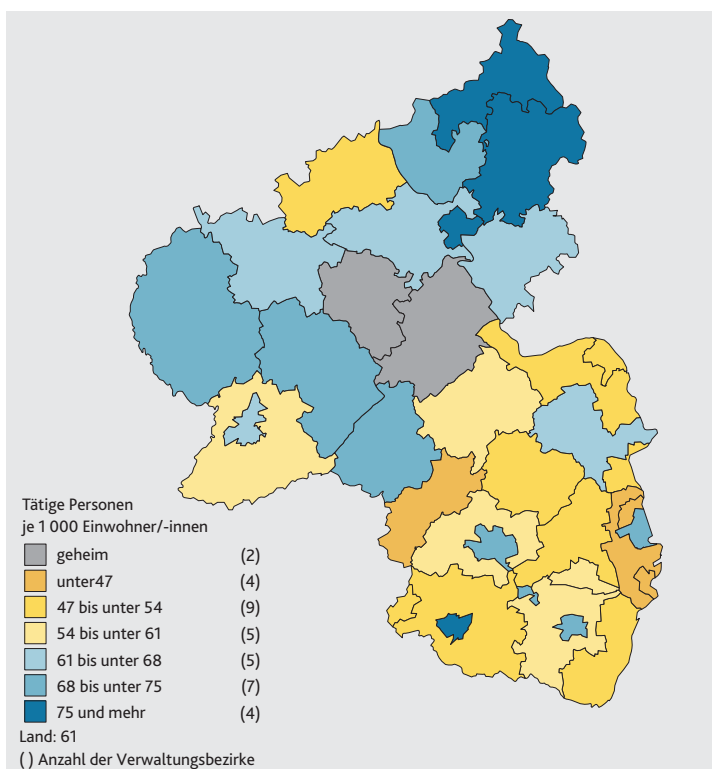 Tätige Personen
je 1 000 Einwohner/-innen
geheim (2)
unter47 (4)
47 bis unter 54 (9)
54 bis unter 61 (5)
61 bis unter 68 (5)
68 bis unter 75 (7)
75 und mehr (4)
Land: 61
( ) Anzahl der Verwaltungsbezirke